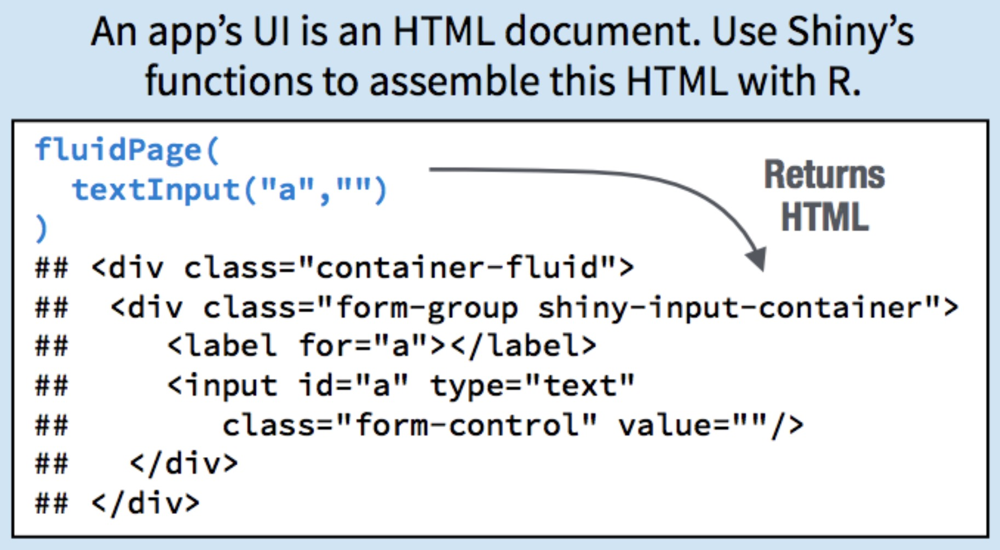 An app’s UI is an HTML document. Use Shiny’s
functions to assemble this HTML with R.
fluidPage(
  textInput("a","")
)
Returns
HTML
## <div class="container-fluid">
##  <div class="form-group shiny-input-container">
##     <label for="a"></label>
##     <input id="a" type="text"
##        class="form-control" value=""/>
##   </div>
## </div>